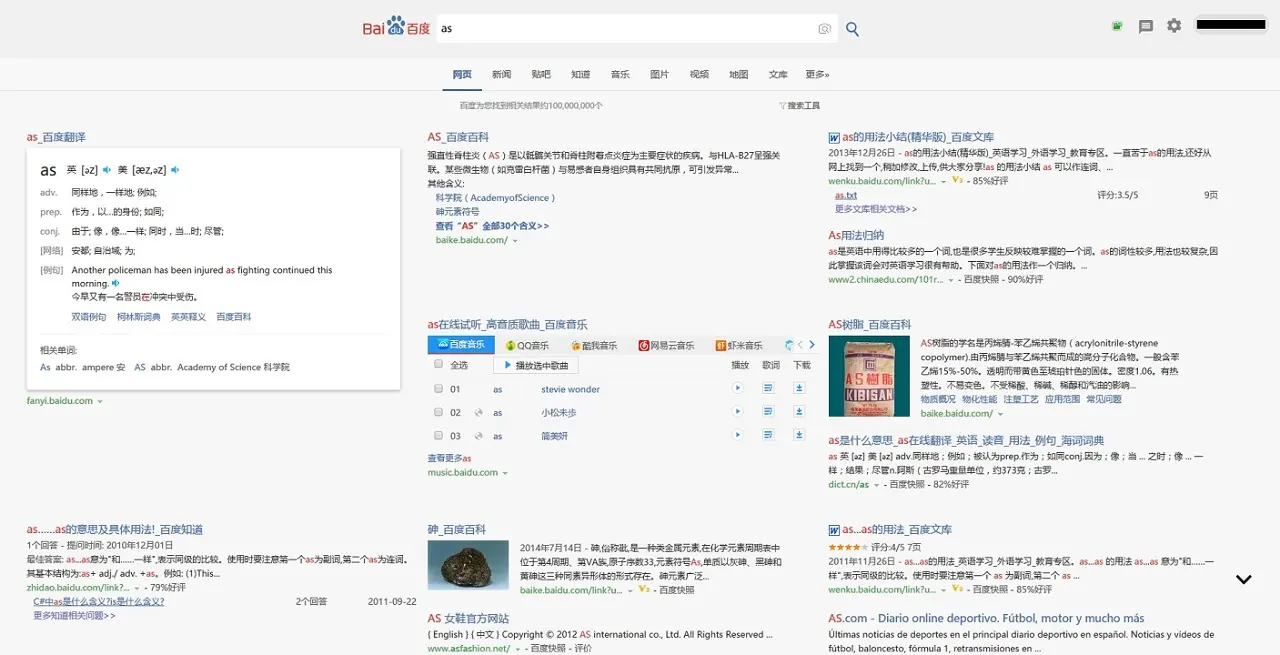 Bai du 百度
as
网页 新闻 贴吧 知道 音乐 图片 视频 地图 文库 更多»
百度为您找到相关结果约100,000,000个
搜索工具
as_百度翻译
as 英 [əz] 美 [æz,əz]
adv. 同样地,一样地; 例如;
prep. 作为,以...的身份; 如同;
conj. 由于; 像,像...一样; 同时,当...时; 尽管;
[网络] 安都; 自治域; 为;
[例句] Another policeman has been injured as fighting continued this
morning.
今早又有一名警员在冲突中受伤。
双语例句 柯林斯词典 英英释义 百度百科
相关单词:
As abbr. ampere 安 AS abbr. Academy of Science 科学院
fanyi.baidu.com
AS_百度百科
强直性脊柱炎(AS)是以骶髂关节和脊柱附着点炎症为主要症状的疾病。与HLA-B27呈强关
联。某些微生物(如克雷白杆菌)与易感者自身组织具有共同抗原,可引发异常...
其他含义:
科学院(AcademyofScience)
砷元素符号
查看“AS”全部30个含义>>
baike.baidu.com/
as的用法小结(精华版)_百度文库
2013年12月26日 - as的用法小结(精华版)_英语学习_外语学习_教育专区。一直苦于as的用法,还好从
网上找到一个,稍加修改,上传,供大家分享!as 的用法小结 as 可以作连词、...
wenku.baidu.com/link?u... V3 - 85%好评
as.txt 评分:3.5/5 9页
更多文库相关文档>>
As用法归纳
as是英语中用得比较多的一个词,也是很多学生反映较难掌握的一个词。as的词性较多,用法也较复杂,因
此掌握该词会对英语学习很有帮助。下面对as的用法作一个归纳。...
www2.chinaedu.com/101r... - 百度快照 - 90%好评
as在线试听_高音质歌曲_百度音乐
百度音乐 QQ音乐 酷我音乐 网易云音乐 虾米音乐
全选 播放选中歌曲 播放 歌词 下载
01 as stevie wonder
02 as 小松未歩
03 as 简美妍
查看更多as
music.baidu.com
AS树脂_百度百科
AS樹脂
KIBISAN
AS树脂的学名是丙烯腈-苯乙烯共聚物(acrylonitrile-styrene
copolymer).由丙烯腈与苯乙烯共聚而成的高分子化合物。一般含苯
乙烯15%-50%。透明而带黄色至琥珀针色的固体。密度1.06。有热
塑性。不易变色。不受稀酸、稀碱、稀醇和汽油的影响...
物质概况 物化性能 注塑工艺 应用范围 常见问题
baike.baidu.com/
as是什么意思_as在线翻译_英语_读音_用法_例句_海词词典
as 英 [əz] 美 [əz] adv.同样地;例如;被认为prep.作为;如同conj.因为;像;当 ... 之时;像 ... 一
样;结果;尽管n.阿斯(古罗马重量单位,约373克;古罗...
dict.cn/as - 百度快照 - 82%好评
as......as的意思及具体用法!_百度知道
1个回答 - 提问时间: 2010年12月01日
最佳答案: as...as意为"和......一样",表示同级的比较。使用时要注意第一个as为副词,第二个as为连词。
其基本结构为:as+ adj./ adv. +as。例如: (1)This...
zhidao.baidu.com/link?... - 79%好评
C#中as是什么含义?is是什么含义? 2个回答 2011-09-22
更多知道相关问题>>
砷_百度百科
2014年7月14日 - 砷,俗称砒,是一种类金属元素,在化学元素周期表中
位于第4周期、第VA族,原子序数33,元素符号As,单质以灰砷、黑砷和
黄砷这三种同素异形体的形式存在。砷元素广泛...
baike.baidu.com/link?u... V3 - 百度快照
AS 女鞋官方网站
{ English } { 中文 } Copyright © 2012 AS international co., Ltd. All Rights Reserved ...
www.asfashion.net/ - 百度快照 - 评价
as...as的用法_百度文库
评分:4/5 7页
2011年11月11日 - as...as的用法_英语学习_外语学习_教育专区。as...as 的用法 as...as 意为"和......一
样",表示同级的比较。使用时要注意第一个 as 为副词,第二个 as ...
wenku.baidu.com/link?u... V3 - 百度快照 - 85%好评
AS.com - Diario online deportivo. Fútbol, motor y mucho más
Últimas noticias de deportes en el principal diario deportivo en español. Noticias y vídeos de
fútbol, baloncesto, fórmula 1, retransmisiones en ...